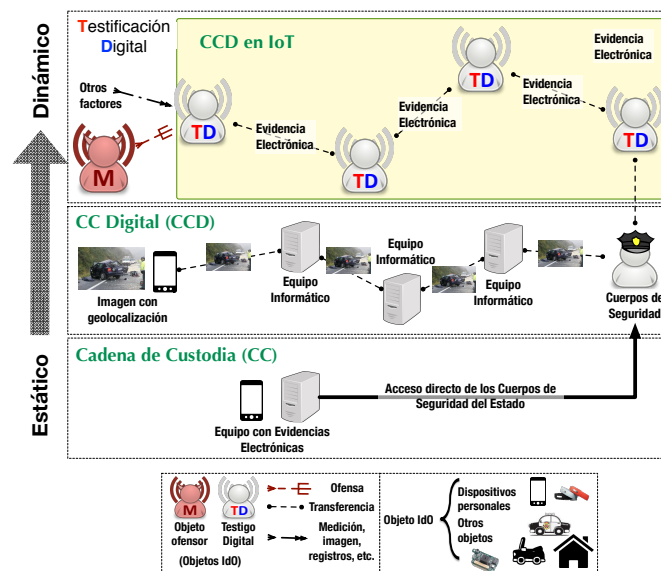 Dinámico
Estático
Testificación
Digital
CCD en IoT
Evidencia
Electrónica
Otros
factores
TD
TD
TD
TD
M
Evidencia
Electrónica
Evidencia
Electrónica
Evidencia
Electrónica
CC Digital (CCD)
Imagen con
geolocalización
Equipo
Informático
Equipo
Informático
Equipo
Informático
Cuerpos de
Seguridad
Cadena de Custodia (CC)
Equipo con Evidencias
Electrónicas
Acceso directo de los Cuerpos de
Seguridad del Estado
M
TD
Objeto
ofensor
Testigo
Digital
(Objetos IdO)
Ofensa
Transferencia
Medición,
imagen,
registros, etc.
Objeto IdO
Dispositivos
personales
Otros
objetos